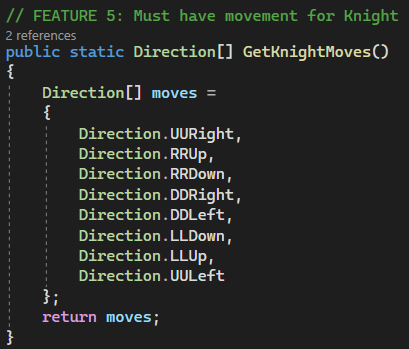 // FEATURE 5: Must have movement for Knight
2 references
public static Direction[] GetKnightMoves()
{
    Direction[] moves =
    {
        Direction.UURight,
        Direction.RRUp,
        Direction.RRDown,
        Direction.DDRight,
        Direction.DDLeft,
        Direction.LLDown,
        Direction.LLUp,
        Direction.UULeft
    };
    return moves;
}